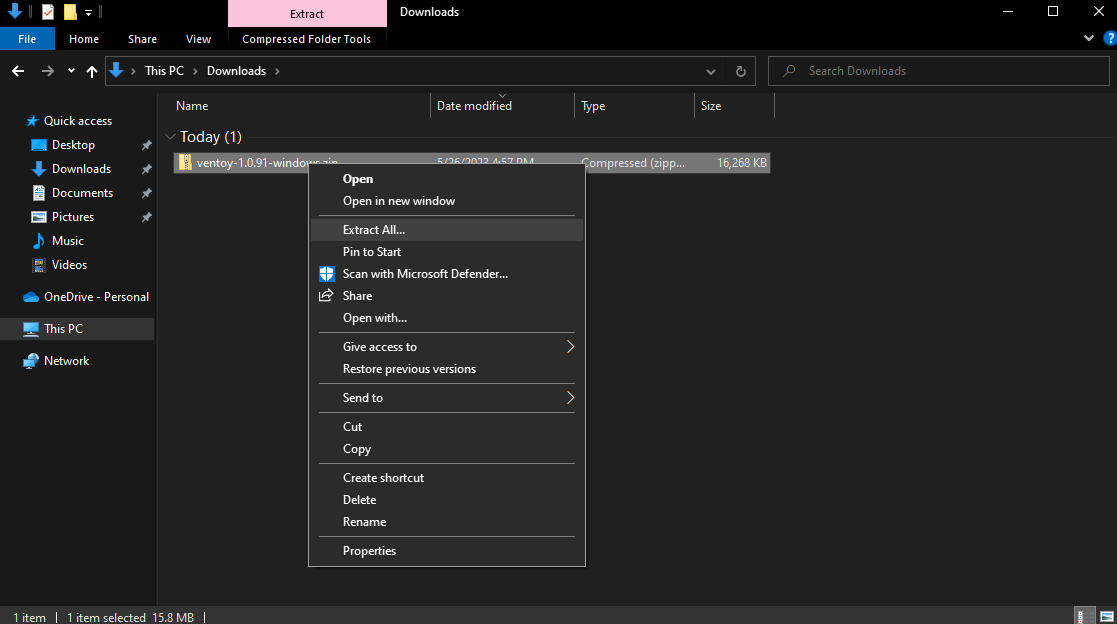 Extract
Downloads
File
Home
Share
View
Compressed Folder Tools
This PC
Downloads
Search Downloads
Name
Date modified
Type
Size
Quick access
Desktop
Downloads
Documents
Pictures
Music
Videos
OneDrive - Personal
This PC
Network
Today (1)
ventoy-1.0.91-windows.zip 5/26/2023 4:57 PM Compressed (zipp... 16,268 KB
Open
Open in new window
Extract All...
Pin to Start
Scan with Microsoft Defender...
Share
Open with...
Give access to
Restore previous versions
Send to
Cut
Copy
Create shortcut
Delete
Rename
Properties
1 item
1 item selected 15.8 MB